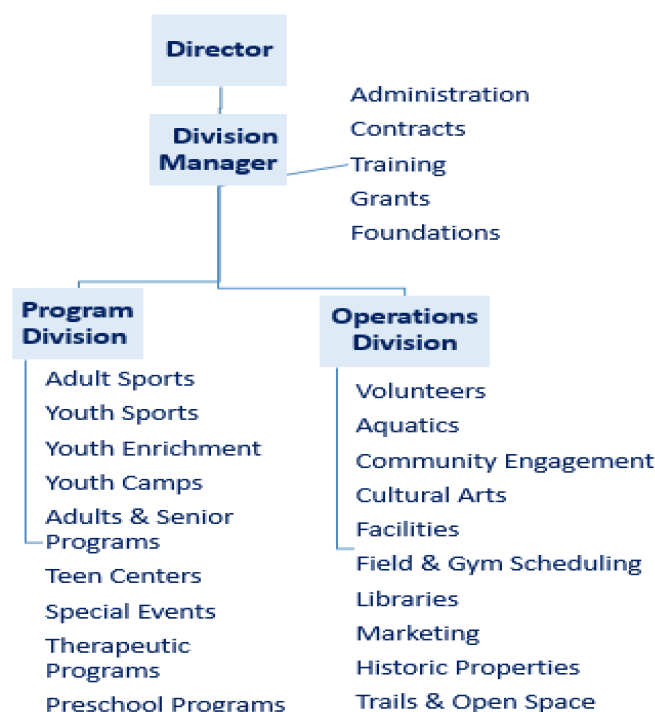 Director
Division
Manager
Administration
Contracts
Training
Grants
Foundations
Program
Division
Adult Sports
Youth Sports
Youth Enrichment
Youth Camps
Adults & Senior
Programs
Teen Centers
Special Events
Therapeutic
Programs
Preschool Programs
Operations
Division
Volunteers
Aquatics
Community Engagement
Cultural Arts
Facilities
Field & Gym Scheduling
Libraries
Marketing
Historic Properties
Trails & Open Space